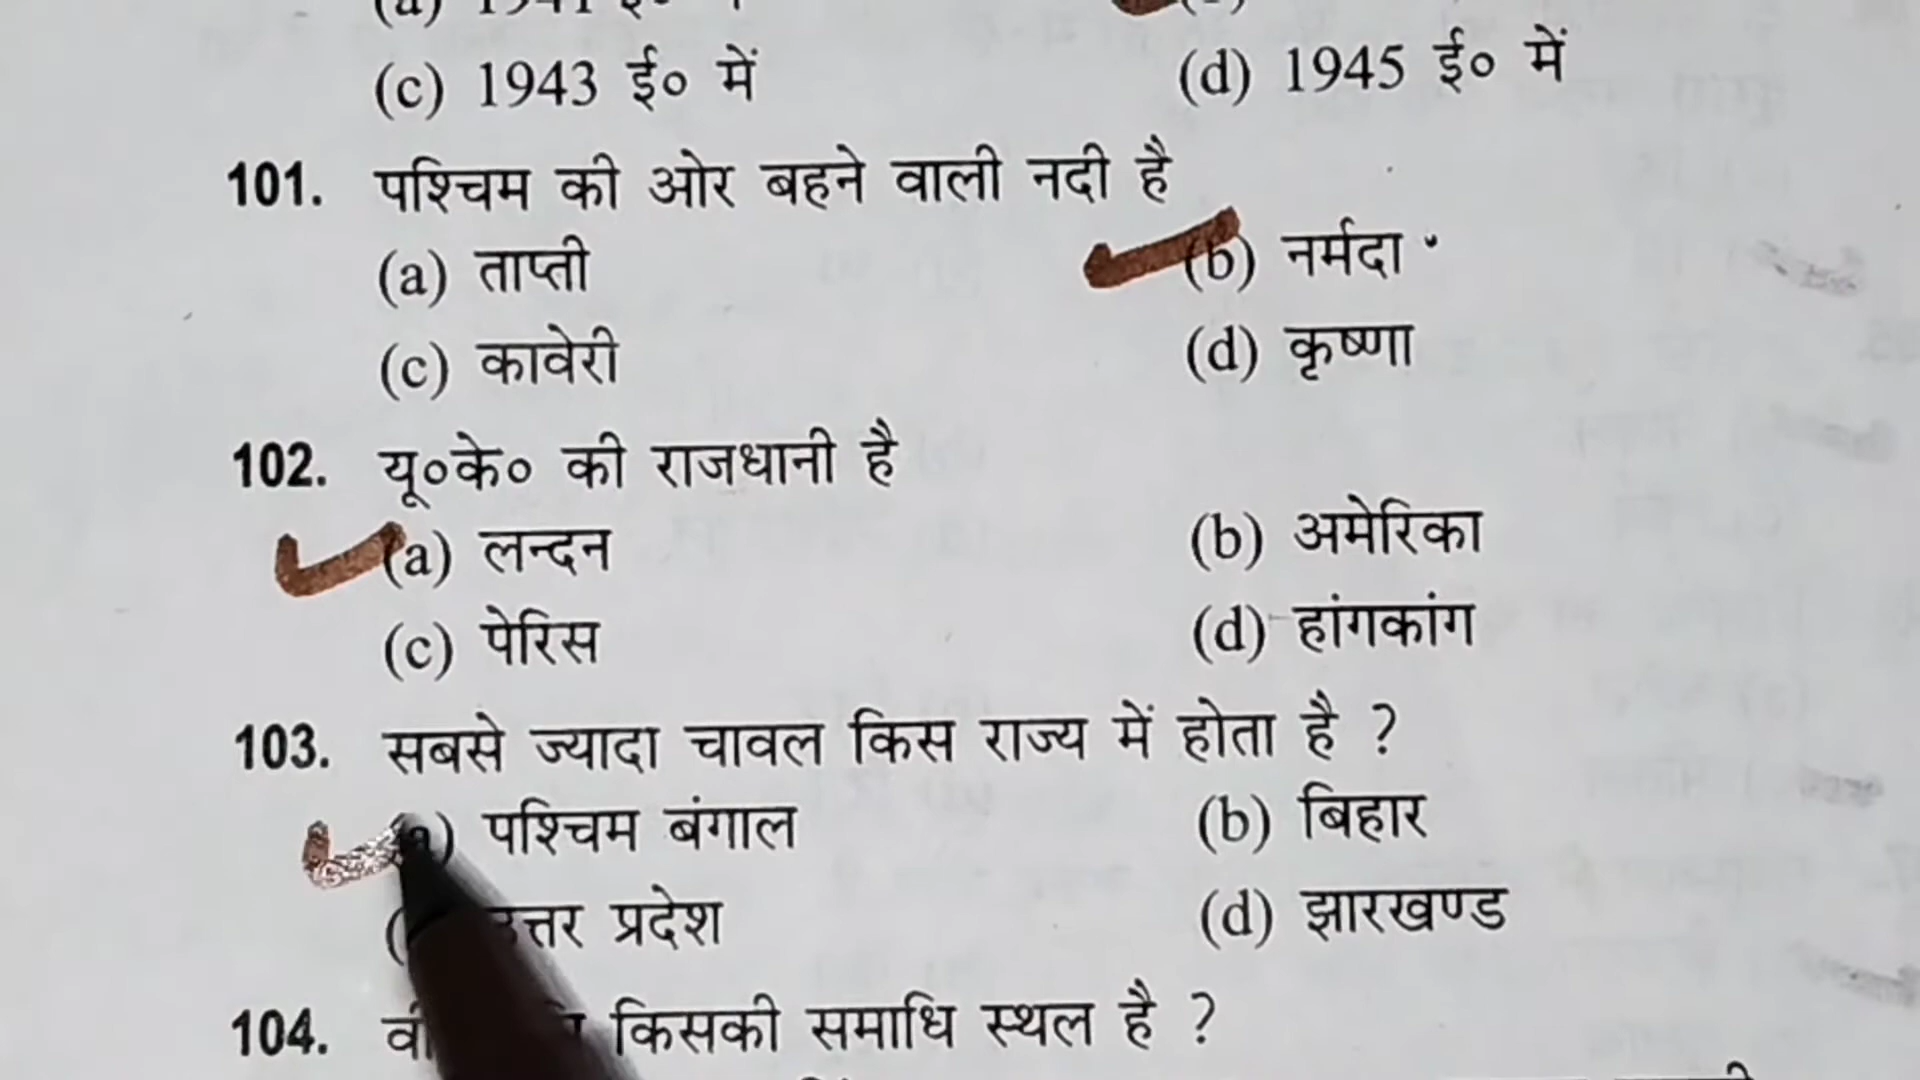 (c) 1943 ई० में (d) 1945 ई० में
101. पश्चिम की ओर बहने वाली नदी है
(a) ताप्ती (b) नर्मदा
(c) कावेरी (d) कृष्णा
102. यू०के० की राजधानी है
(a) लन्दन (b) अमेरिका
(c) पेरिस (d) हांगकांग
103. सबसे ज्यादा चावल किस राज्य में होता है ?
(a) पश्चिम बंगाल (b) बिहार
उत्तर प्रदेश (d) झारखण्ड
104. किसकी समाधि स्थल है ?